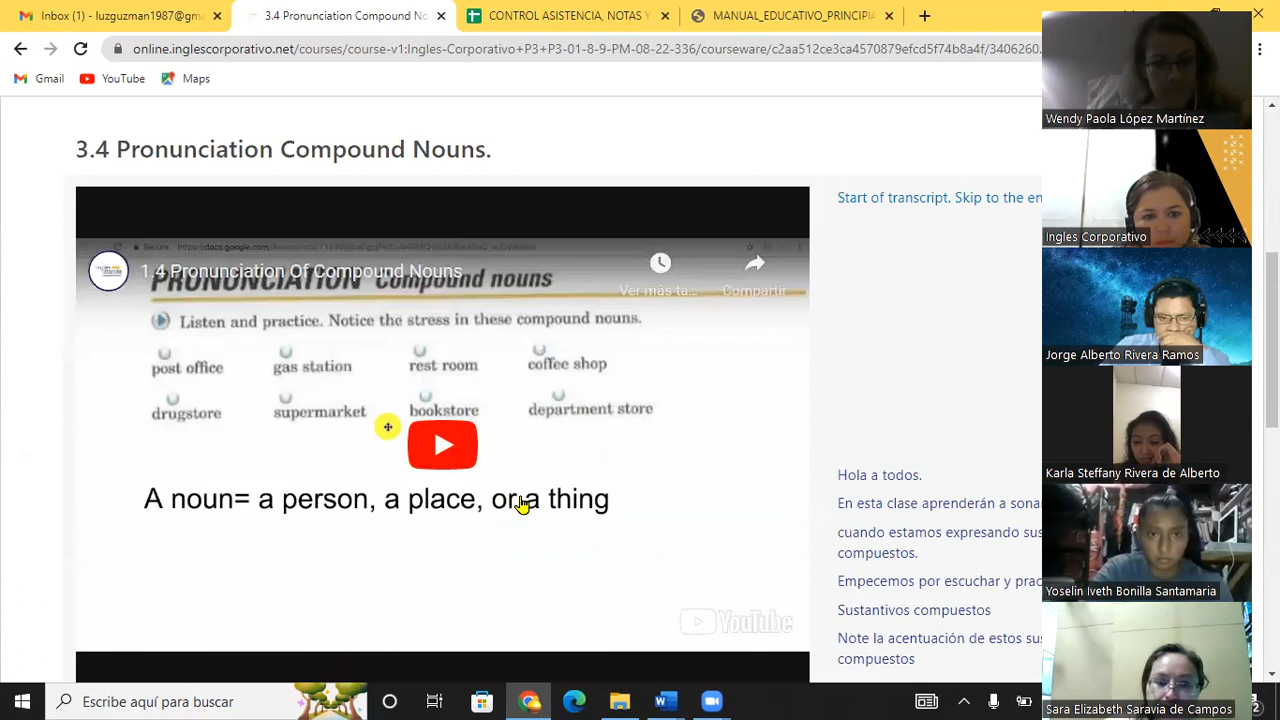 Inbox (1) - luzguzman1987@gma
3.4 Pronunciation Compound No
CONTROL ASISTENCIA, NOTAS Y
MANUAL_EDUCATIVO_PRINCIPIA
online.inglescorporativo.net/courses/course-v1:Ingles-Corporativo+P3+P3-01-8-9-PM-08-22-336/courseware/c2aa512ce3ca4570879efcd5f74b8a4f/3406260.
Gmail
YouTube
Maps
3.4 Pronunciation Compound Nouns.
1.4 Pronunciation Of Compound Nouns
Ver más ta...
Compartir
PRONUNCIATION Compound nouns
Listen and practice. Notice the stress in these compound nouns.
post office gas station rest room coffee shop
drugstore supermarket bookstore department store
A noun= a person, a place, or a thing
YouTube
Start of transcript. Skip to the en
Hola a todos.
En esta clase aprenderán a sona
cuando estamos expresando sus
compuestos.
Empecemos por escuchar y prac
Sustantivos compuestos
Note la acentuación de estos sus
compuestos
Wendy Paola López Martínez
Ingles Corporativo
Jorge Alberto Rivera Ramos
Karla Steffany Rivera de Alberto
Yoselin Iveth Bonilla Santamaria
Sara Elizabeth Saravia de Campos
Escribe aquí para buscar